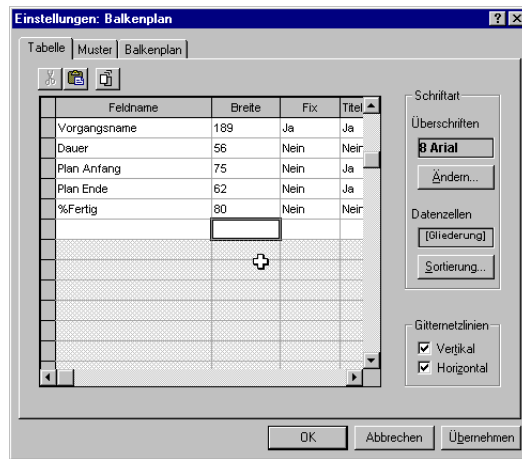 Einstellungen: Balkenplan
Tabelle Muster Balkenplan
Feldname Breite Fix Titel
Vorgangsname 189 Ja Ja
Dauer 56 Nein Nein
Plan Anfang 75 Nein Ja
Plan Ende 62 Nein Ja
%Fertig 80 Nein Nein
Schriftart
Überschriften
8 Arial
Ändern...
Datenzellen
[Gliederung]
Sortierung...
Gitternetzlinien
Vertikal
Horizontal
OK Abbrechen Übernehmen